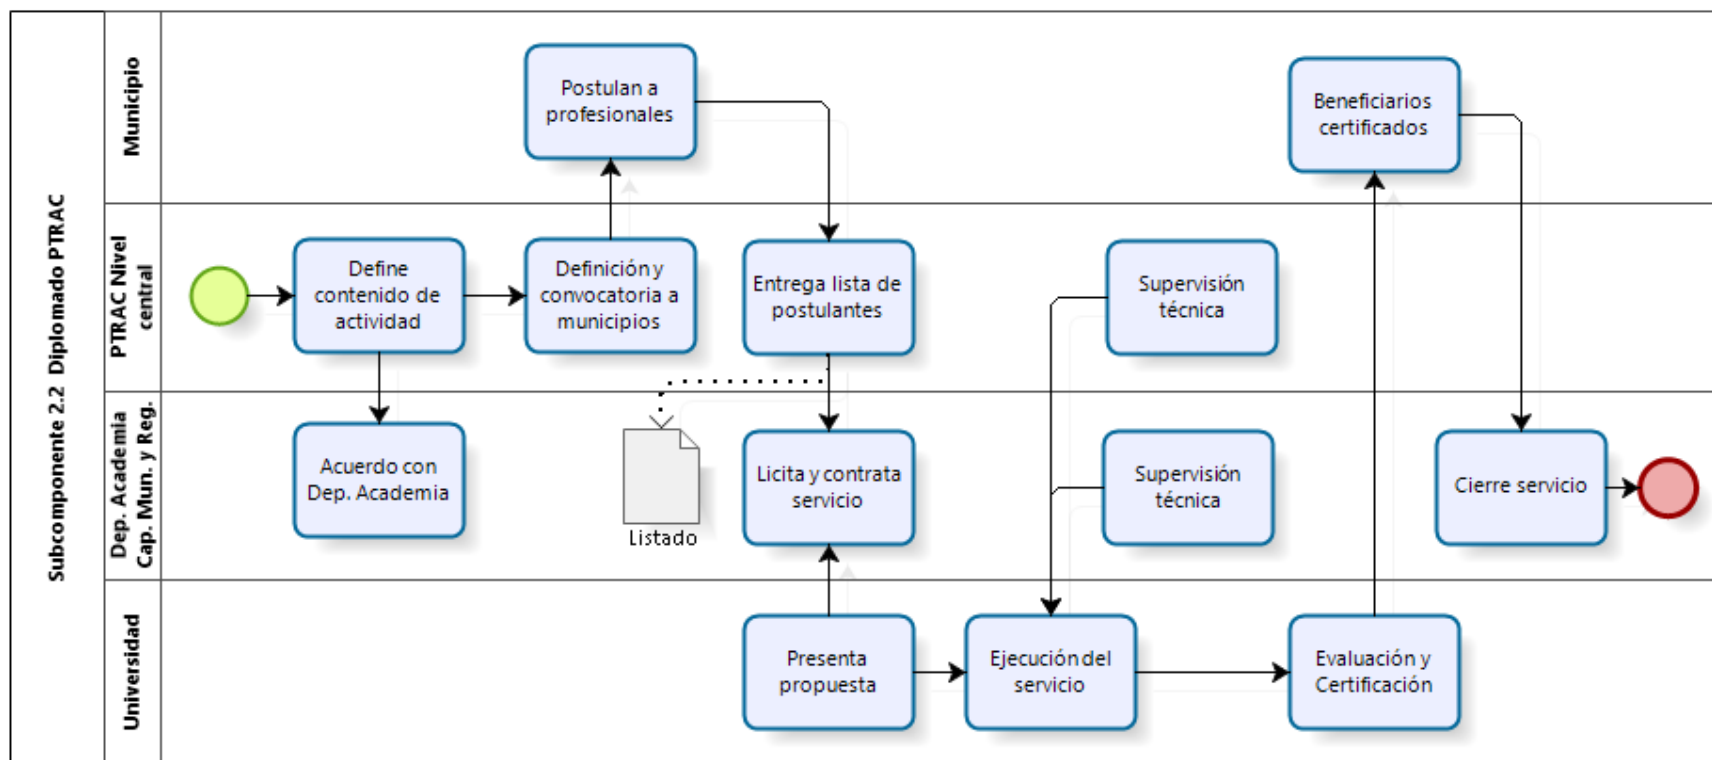 Subcomponente 2.2 Diplomado PTRAC
Municipio
Postulan a
profesionales
Beneficiarios
certificados
PTRAC Nivel
central
Define
contenido de
actividad
Definición y
convocatoria a
municipios
Entrega lista de
postulantes
Supervisión
técnica
Dep. Academia
Cap. Mun. y Reg.
Acuerdo con
Dep. Academia
Listado
Licita y contrata
servicio
Supervisión
técnica
Cierre servicio
Universidad
Presenta
propuesta
Ejecución del
servicio
Evaluación y
Certificación